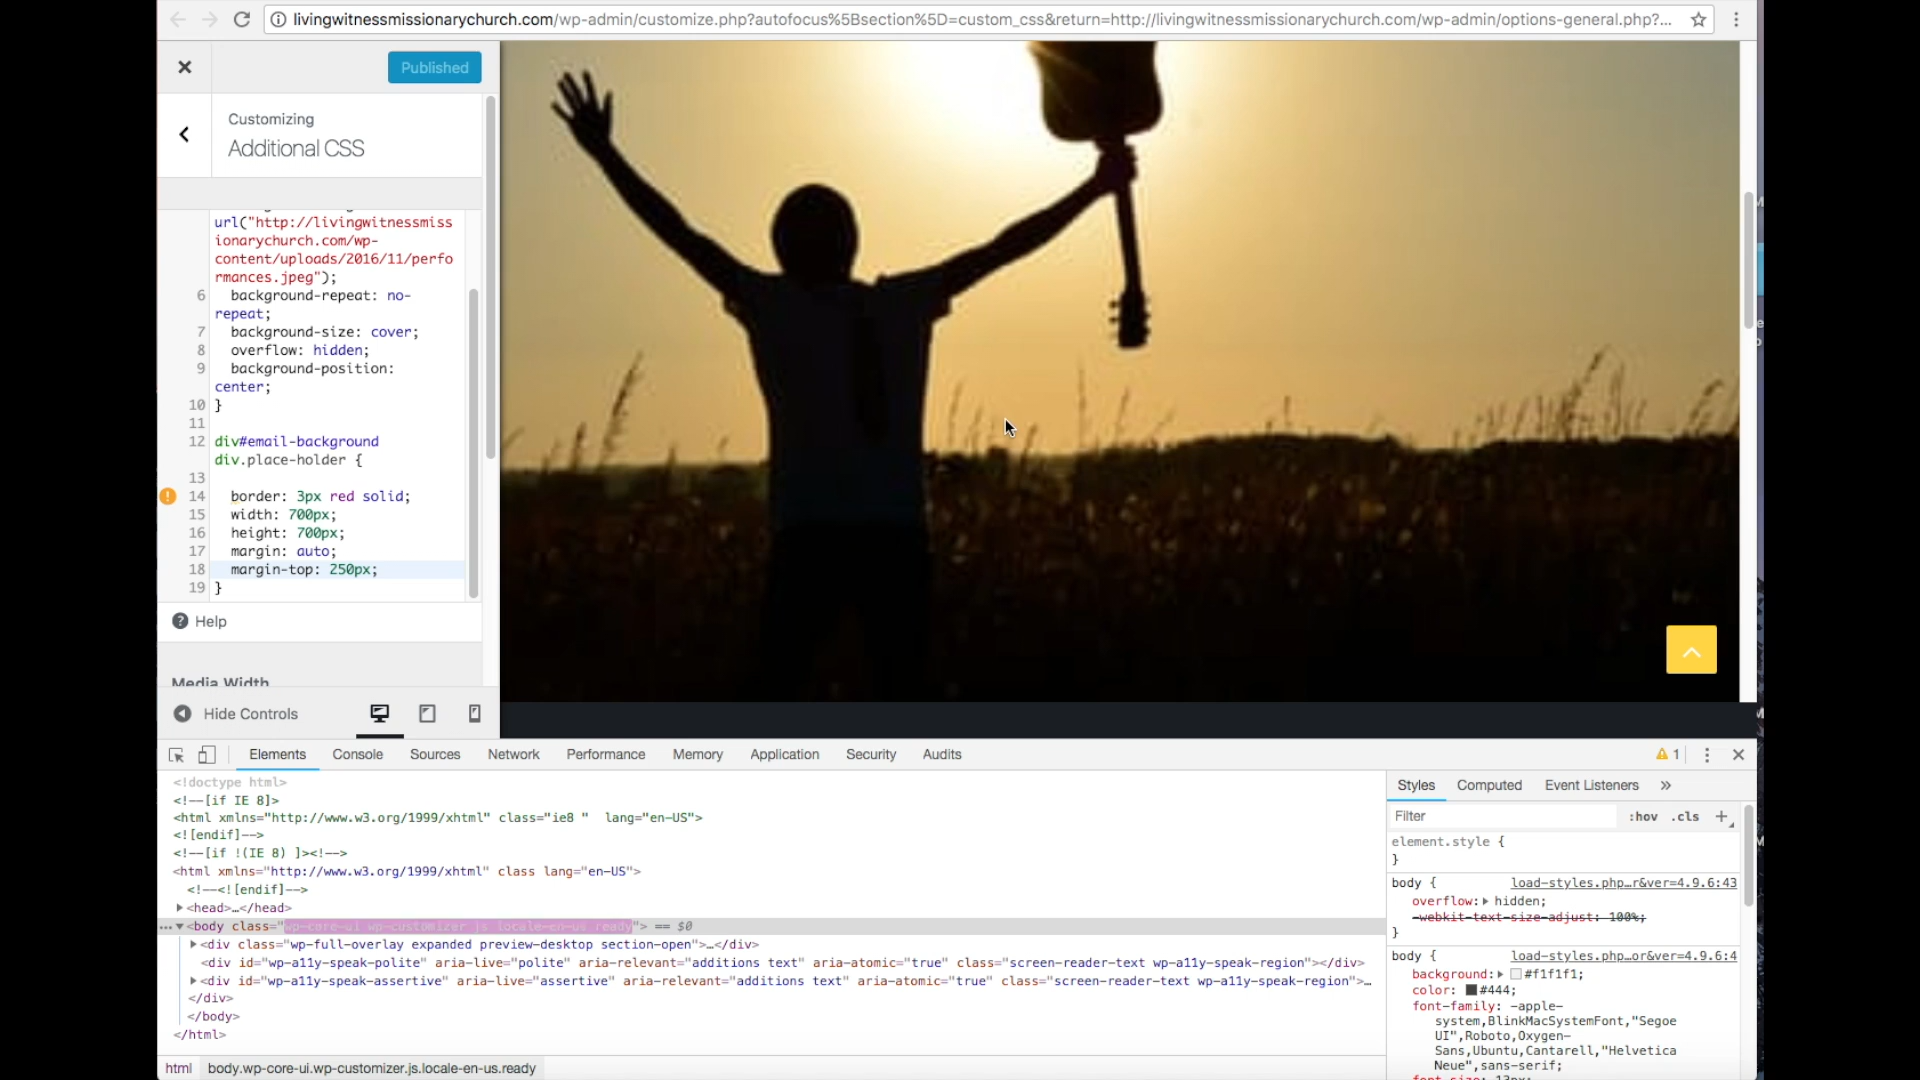 livingwitnessmissionarychurch.com/wp-admin/customize.php?autofocus%5Bsection%5D=custom_css&return=http://livingwitnessmissionarychurch.com/wp-admin/options-general.php?...
Published
Customizing
Additional CSS
url("http://livingwitnessmiss
ionarychurch.com/wp-
content/uploads/2016/11/perfo
rmances.jpeg");
6 background-repeat: no-
repeat;
7 background-size: cover;
8 overflow: hidden;
9 background-position:
center;
10 }
11
12 div#email-background
div.place-holder {
13
14 border: 3px red solid;
15 width: 700px;
16 height: 700px;
17 margin: auto;
18 margin-top: 250px;
19 }
Help
Media Width
Hide Controls
Elements Console Sources Network Performance Memory Application Security Audits 1
<!doctype html>
<!--[if IE 8]>
<html xmlns="http://www.w3.org/1999/xhtml" class="ie8 " lang="en-US">
<![endif]-->
<!--[if !(IE 8) ]><!-->
<html xmlns="http://www.w3.org/1999/xhtml" class lang="en-US">
<!--<![endif]-->
<head>…</head>
<body class="wp-core-ui wp-customizer js locale-en-us ready"> == $0
<div class="wp-full-overlay expanded preview-desktop section-open">…</div>
<div id="wp-a11y-speak-polite" aria-live="polite" aria-relevant="additions text" aria-atomic="true" class="screen-reader-text wp-a11y-speak-region"></div>
<div id="wp-a11y-speak-assertive" aria-live="assertive" aria-relevant="additions text" aria-atomic="true" class="screen-reader-text wp-a11y-speak-region">…
</div>
</body>
</html>
html body.wp-core-ui.wp-customizer.js.locale-en-us.ready
Styles Computed Event Listeners »
Filter :hov .cls +
element.style {
}
body { load-styles.php…r&ver=4.9.6:43
overflow: hidden;
-webkit-text-size-adjust: 100%;
}
body { load-styles.php…or&ver=4.9.6:4
background: #f1f1f1;
color: #444;
font-family: -apple-
system,BlinkMacSystemFont,"Segoe
UI",Roboto,Oxygen-
Sans,Ubuntu,Cantarell,"Helvetica
Neue",sans-serif;
font-size: 13px;